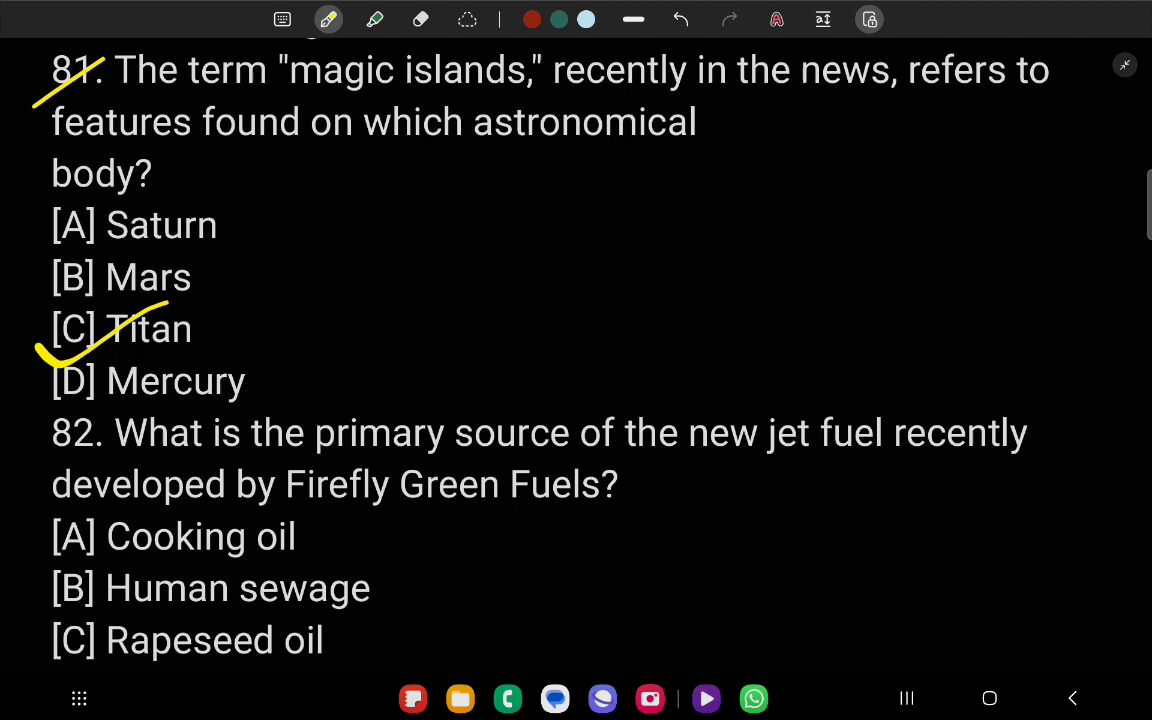 81. The term "magic islands," recently in the news, refers to
features found on which astronomical
body?
[A] Saturn
[B] Mars
[C] Titan
[D] Mercury
82. What is the primary source of the new jet fuel recently
developed by Firefly Green Fuels?
[A] Cooking oil
[B] Human sewage
[C] Rapeseed oil